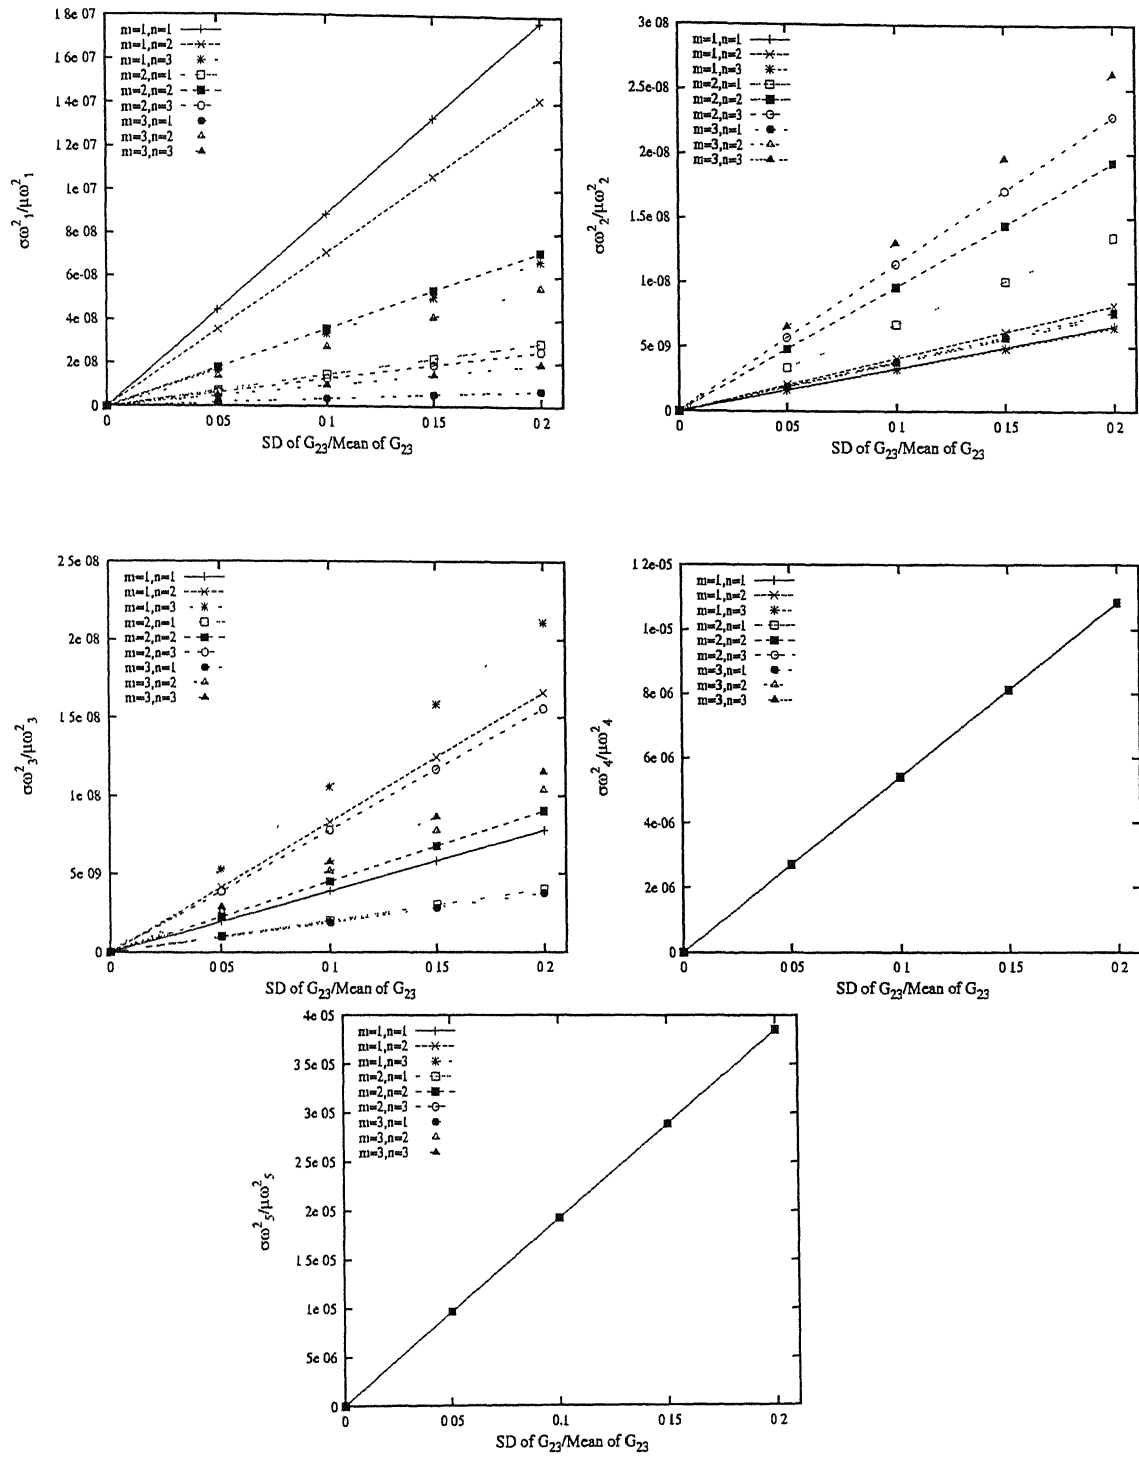 1 8e 07
1 6e 07
1 4e 07
1 2e 07
1e 07
8e 08
6e-08
4e 08
2e 08
0
σω²₁/μω²₁
m=1,n=1
m=1,n=2
m=1,n=3
m=2,n=1
m=2,n=2
m=2,n=3
m=3,n=1
m=3,n=2
m=3,n=3
0 0 05 0 1 0 15 0 2
SD of G₂₃/Mean of G₂₃
3e 08
2.5e-08
2e-08
1.5e-08
1e-08
5e 09
0
σω²₂/μω²₂
m=1,n=1
m=1,n=2
m=1,n=3
m=2,n=1
m=2,n=2
m=2,n=3
m=3,n=1
m=3,n=2
m=3,n=3
0 0 05 0 1 0 15 0 2
SD of G₂₃/Mean of G₂₃
2 5e 08
2e 08
1 5e 08
1e 08
5e 09
0
σω²₃/μω²₃
m=1,n=1
m=1,n=2
m=1,n=3
m=2,n=1
m=2,n=2
m=2,n=3
m=3,n=1
m=3,n=2
m=3,n=3
0 0 05 0.1 0 15 0 2
SD of G₂₃/Mean of G₂₃
1 2e-05
1e-05
8e 06
6e 06
4e-06
2e 06
0
σω²₄/μω²₄
m=1,n=1
m=1,n=2
m=1,n=3
m=2,n=1
m=2,n=2
m=2,n=3
m=3,n=1
m=3,n=2
m=3,n=3
0 0 05 0 1 0 15 0 2
SD of G₂₃/Mean of G₂₃
4e 05
3.5e 05
3e 05
2 5e 05
2e 05
1 5e 05
1e 05
5e 06
0
σω²₅/μω²₅
m=1,n=1
m=1,n=2
m=1,n=3
m=2,n=1
m=2,n=2
m=2,n=3
m=3,n=1
m=3,n=2
m=3,n=3
0 0 05 0.1 0 15 0 2
SD of G₂₃/Mean of G₂₃